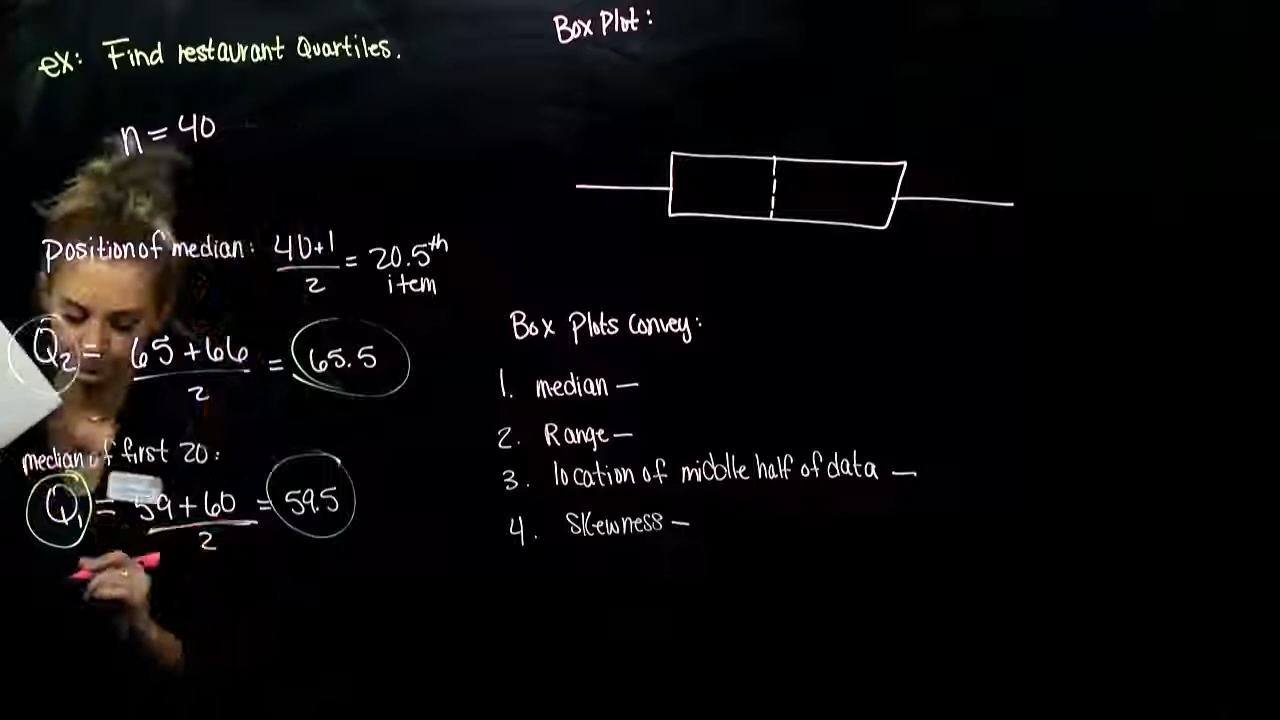 ex: Find restaurant Quartiles.
n = 40
Position of median: 40+1 / 2 = 20.5th item
Q2 = 65 + 66 / 2 = 65.5
median of first 20:
Q1 = 59 + 60 / 2 = 59.5
Box Plot:
Box Plots Convey:
1. median —
2. Range —
3. location of middle half of data —
4. Skewness —